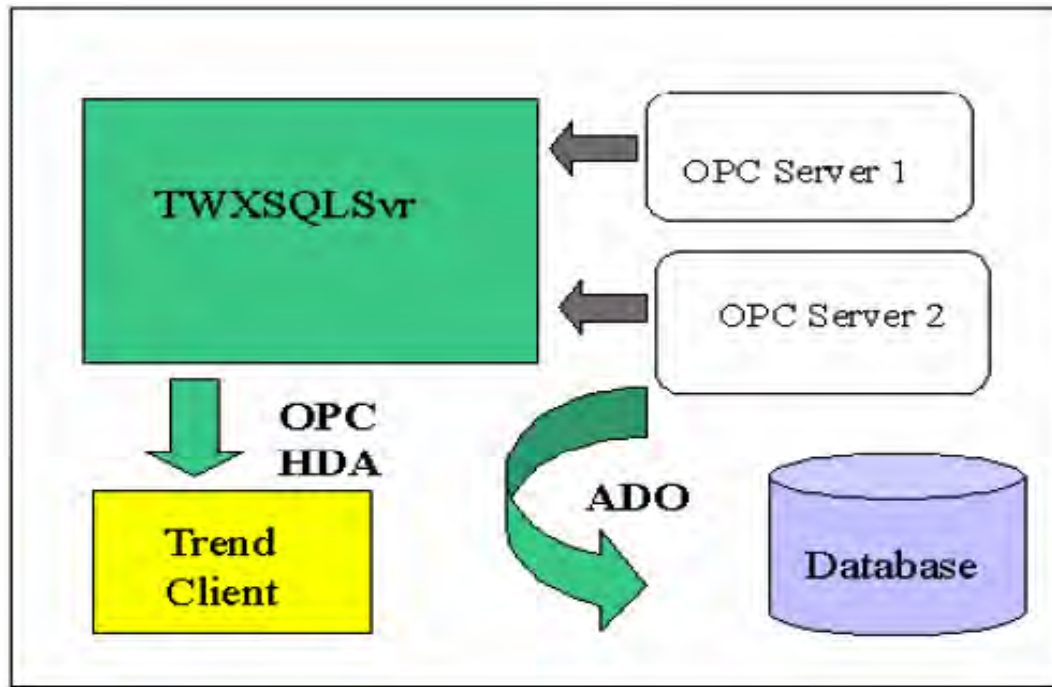 TWXSQLSvr
OPC Server 1
OPC Server 2
OPC
HDA
ADO
Trend
Client
Database